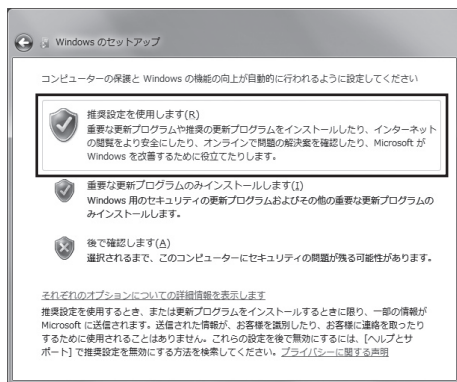 Windows のセットアップ
コンピューターの保護と Windows の機能の向上が自動的に行われるように設定してください
推奨設定を使用します(R)
重要な更新プログラムや推奨の更新プログラムをインストールしたり、インターネット
の閲覧をより安全にしたり、オンラインで問題の解決案を確認したり、Microsoft が
Windows を改善するために役立てたりします。
重要な更新プログラムのみインストールします(I)
Windows 用のセキュリティの更新プログラムおよびその他の重要な更新プログラムの
みインストールします。
後で確認します(A)
選択されるまで、このコンピューターにセキュリティの問題が残る可能性があります。
それぞれのオプションについての詳細情報を表示します
推奨設定を使用するとき、または更新プログラムをインストールするときに限り、一部の情報が
Microsoft に送信されます。送信された情報が、お客様を識別したり、お客様に連絡を取ったり
するために使用されることはありません。これらの設定を後で無効にするには、[ヘルプとサ
ポート] で推奨設定を無効にする方法を検索してください。プライバシーに関する声明